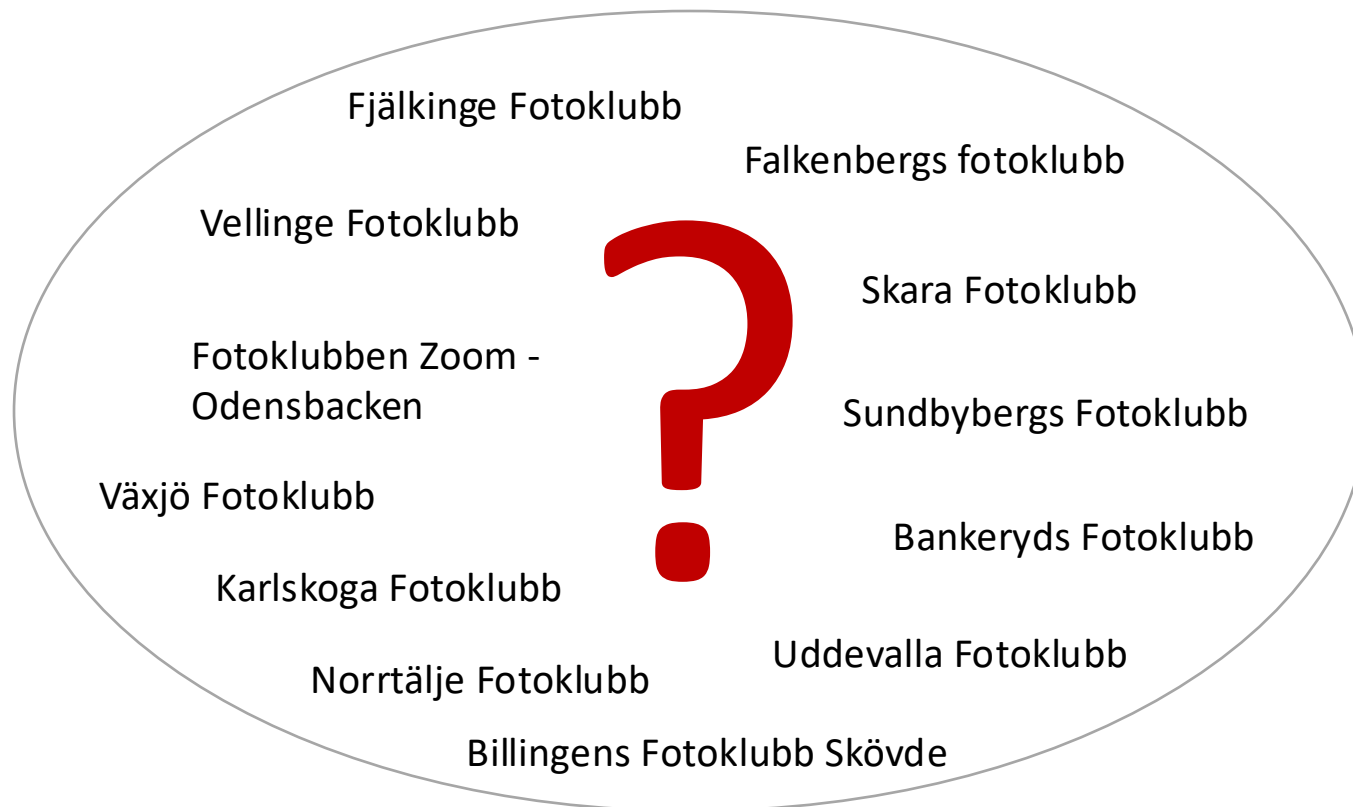 Fjälkinge Fotoklubb
Falkenbergs fotoklubb
Vellinge Fotoklubb
?
Skara Fotoklubb
Fotoklubben Zoom -
Odensbacken
Sundbybergs Fotoklubb
Växjö Fotoklubb
Bankeryds Fotoklubb
Karlskoga Fotoklubb
Uddevalla Fotoklubb
Norrtälje Fotoklubb
Billingens Fotoklubb Skövde